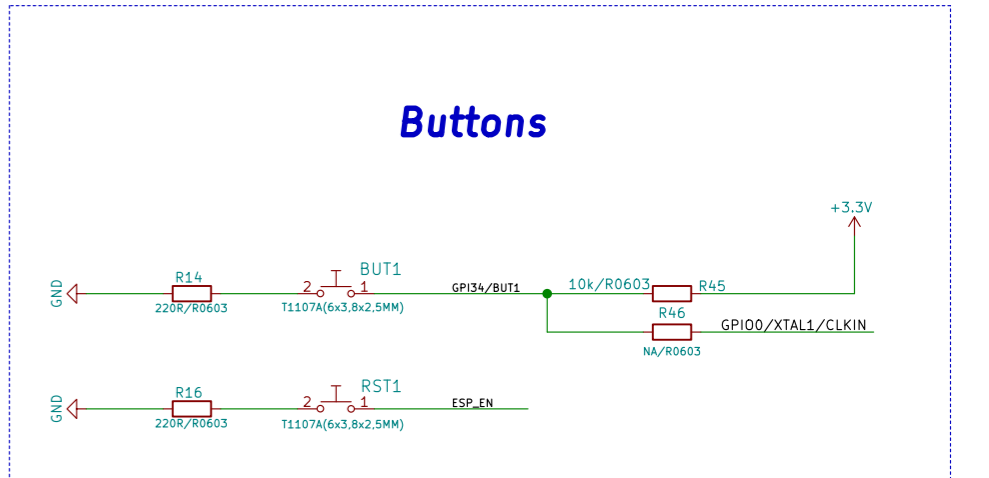 Buttons
+3.3V
GND
R14
220R/R0603
2
BUT1
1
T1107A(6x3,8x2,5MM)
GPI34/BUT1
10k/R0603
R45
R46
NA/R0603
GPIO0/XTAL1/CLKIN
GND
R16
220R/R0603
2
RST1
1
T1107A(6x3,8x2,5MM)
ESP_EN